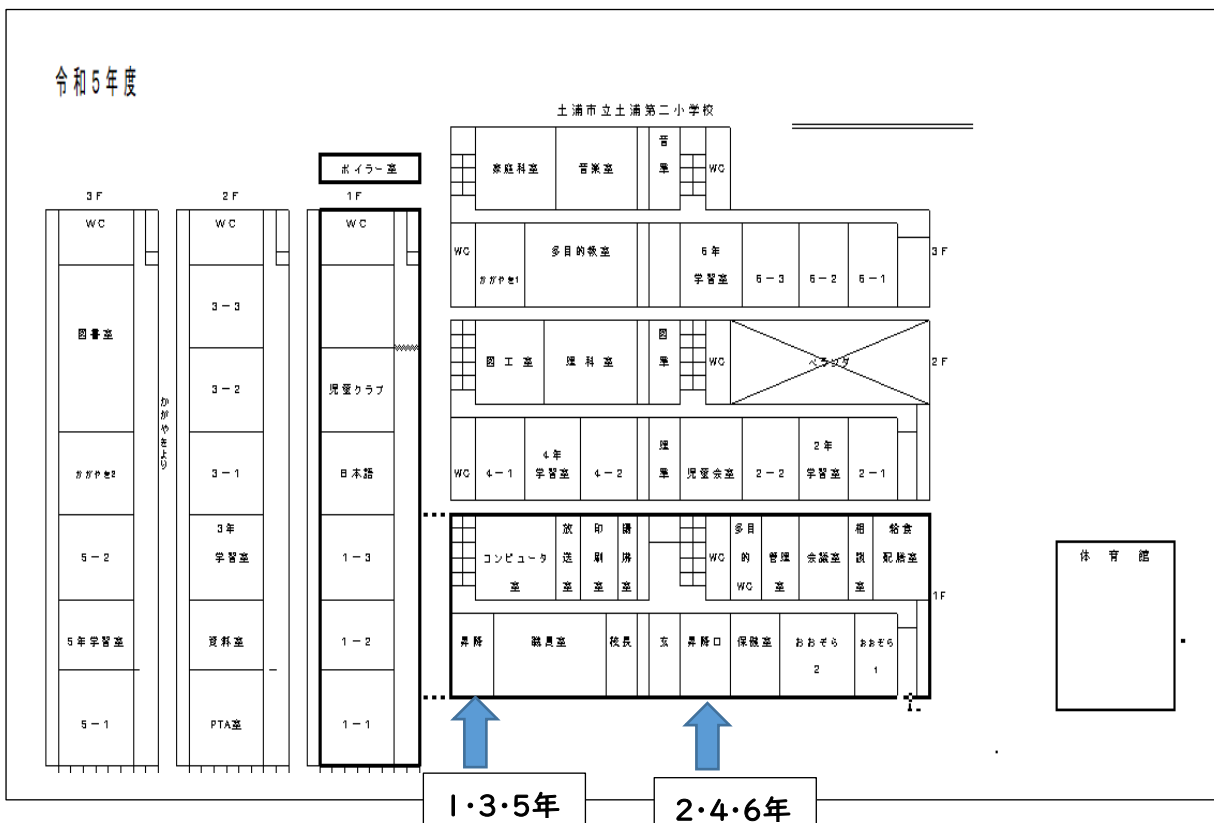 令和5年度
土浦市立土浦第二小学校
ボイラー室
3F
2F
1F
WC
図書室
かがやき2
5－2
5年学習室
5－1
かがやきより
WC
3－3
3－2
3－1
3年
学習室
資料室
PTA室
WC
児童クラブ
日本語
1－3
1－2
1－1
家庭科室
音楽室
音
準
WC
WC
かがやき1
多目的教室
6年
学習室
6－3
6－2
6－1
3F
図工室
理科室
図
準
WC
ベランダ
2F
WC
4－1
4年
学習室
4－2
理
準
児童会室
2－2
2年
学習室
2－1
コンピュータ
室
放送室
印刷室
湯沸室
WC
多目
的
WC
管理
室
会議室
相談室
給食
配膳室
1F
昇降
職員室
校長
玄
昇降口
保健室
おおぞら
2
おおぞら
1
体育館
1・3・5年
2・4・6年